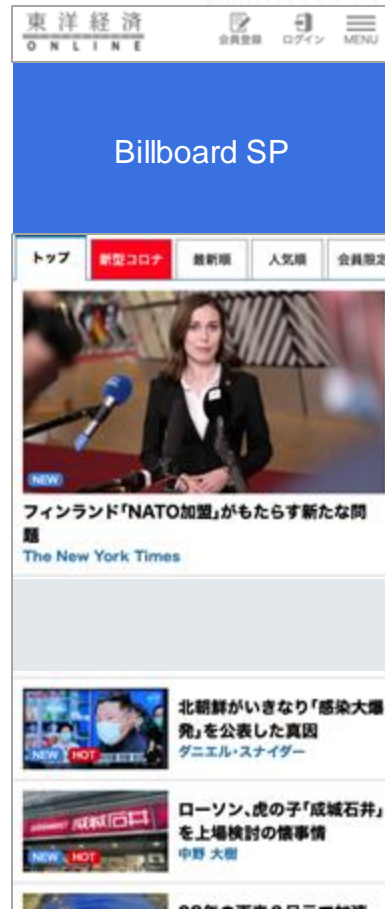 東洋経済
ONLINE
会員登録
ログイン
MENU
Billboard SP
トップ
新型コロナ
最新順
人気順
会員限定
NEW
フィンランド「NATO加盟」がもたらす新たな問
題
The New York Times
北朝鮮がいきなり「感染大爆
発」を公表した真因
ダニエル・スナイダー
NEW HOT
ローソン、虎の子「成城石井」
を上場検討の懐事情
中野 大樹
成城石井
NEW HOT